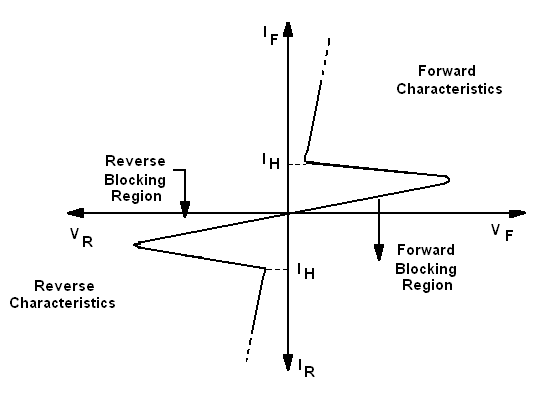 I F
Forward
Characteristics
Reverse
Blocking
Region
I H
V R
V F
Forward
Blocking
Region
I H
Reverse
Characteristics
I R